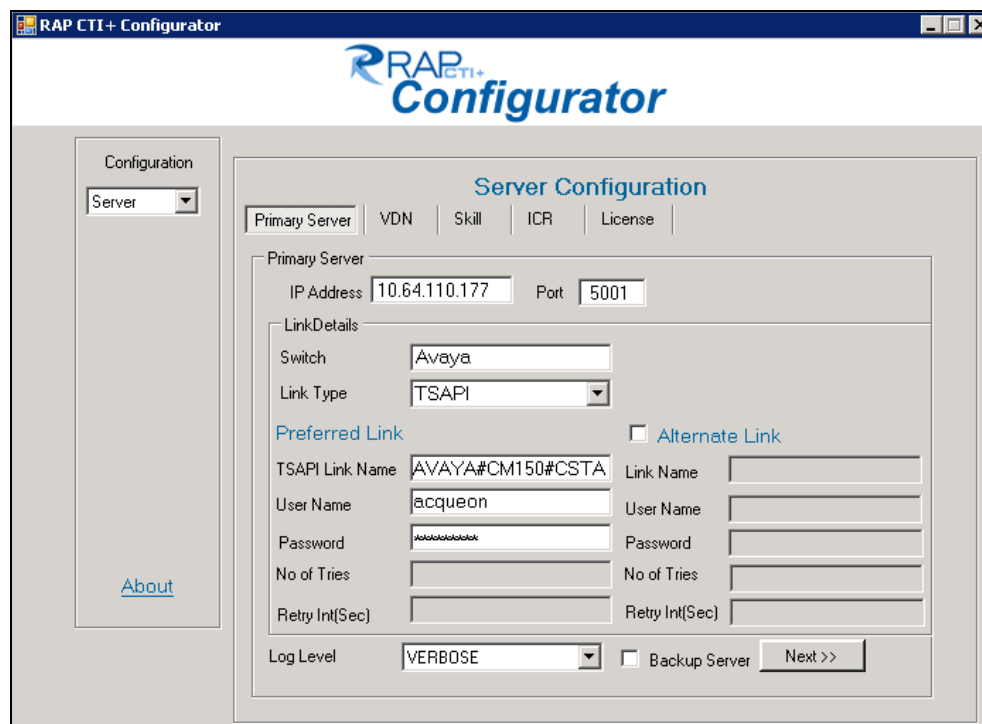 RAP CTI+ Configurator
RAP CTI+
Configurator
Configuration
Server
About
Server Configuration
Primary Server VDN Skill ICR License
Primary Server
IP Address 10.64.110.177 Port 5001
LinkDetails
Switch Avaya
Link Type TSAPI
Preferred Link Alternate Link
TSAPI Link Name AVAYA#CM150#CSTA Link Name
User Name acqueon User Name
Password ********** Password
No of Tries No of Tries
Retry Int(Sec) Retry Int(Sec)
Log Level VERBOSE Backup Server Next >>